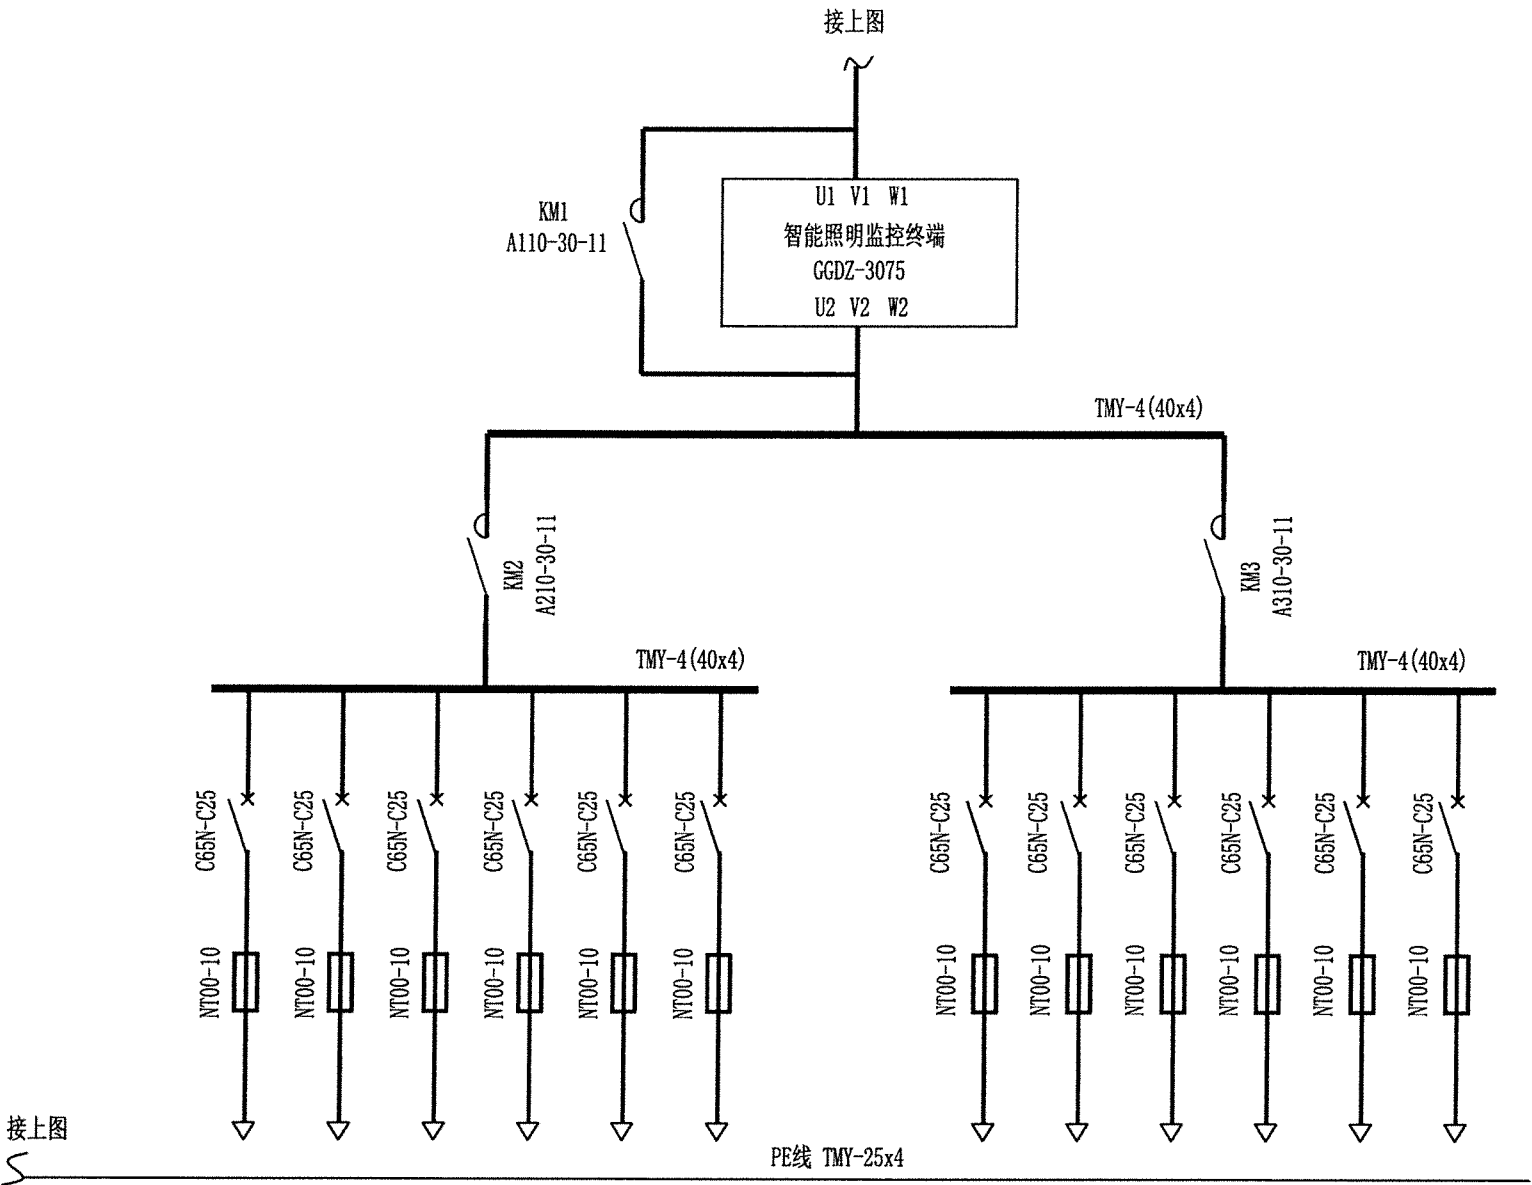 接上图
U1 V1 W1
KM1
A110-30-11
智能照明监控终端
GGDZ-3075
U2 V2 W2
TMY-4(40x4)
KM2
A210-30-11
KM3
A310-30-11
TMY-4(40x4)
TMY-4(40x4)
C65N-C25
C65N-C25
C65N-C25
C65N-C25
C65N-C25
C65N-C25
C65N-C25
C65N-C25
C65N-C25
C65N-C25
C65N-C25
C65N-C25
NT00-10
NT00-10
NT00-10
NT00-10
NT00-10
NT00-10
NT00-10
NT00-10
NT00-10
NT00-10
NT00-10
NT00-10
接上图
PE线 TMY-25x4